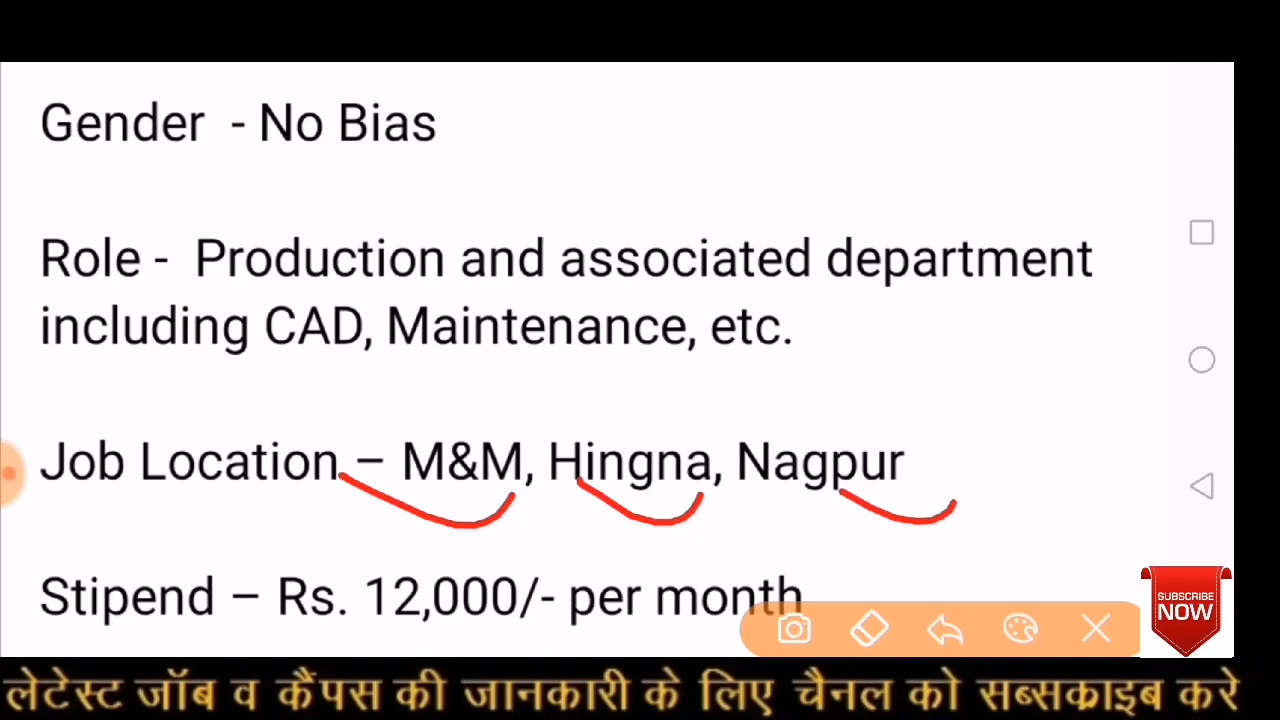 Gender - No Bias
Role - Production and associated department
including CAD, Maintenance, etc.
Job Location – M&M, Hingna, Nagpur
Stipend – Rs. 12,000/- per month
SUBSCRIBE
NOW
लेटेस्ट जॉब व कैंपस की जानकारी के लिए चैनल को सब्सक्राइब करे